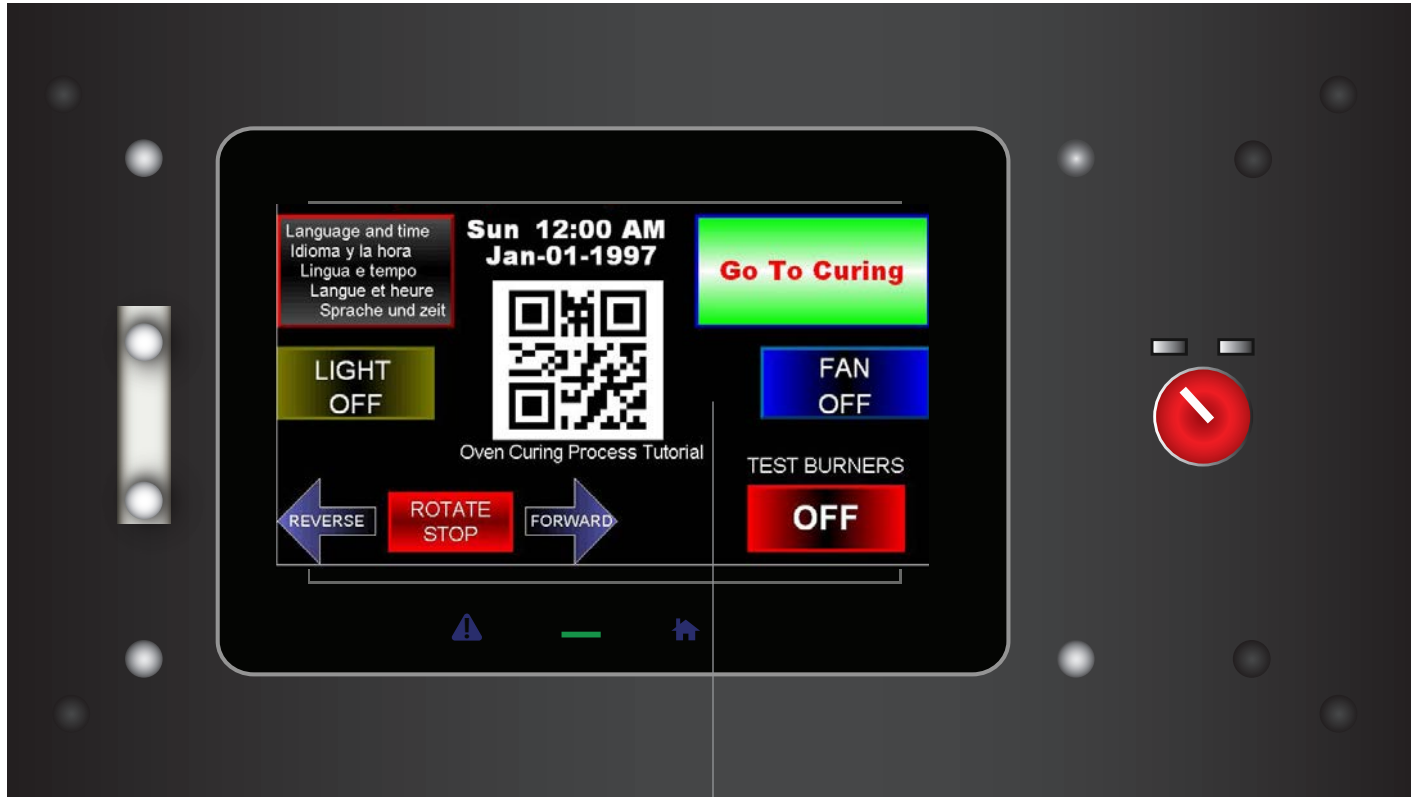 Language and time
Idioma y la hora
Lingua e tempo
Langue et heure
Sprache und zeit
Sun 12:00 AM
Jan-01-1997
Go To Curing
LIGHT
OFF
FAN
OFF
Oven Curing Process Tutorial
TEST BURNERS
OFF
REVERSE
ROTATE
STOP
FORWARD